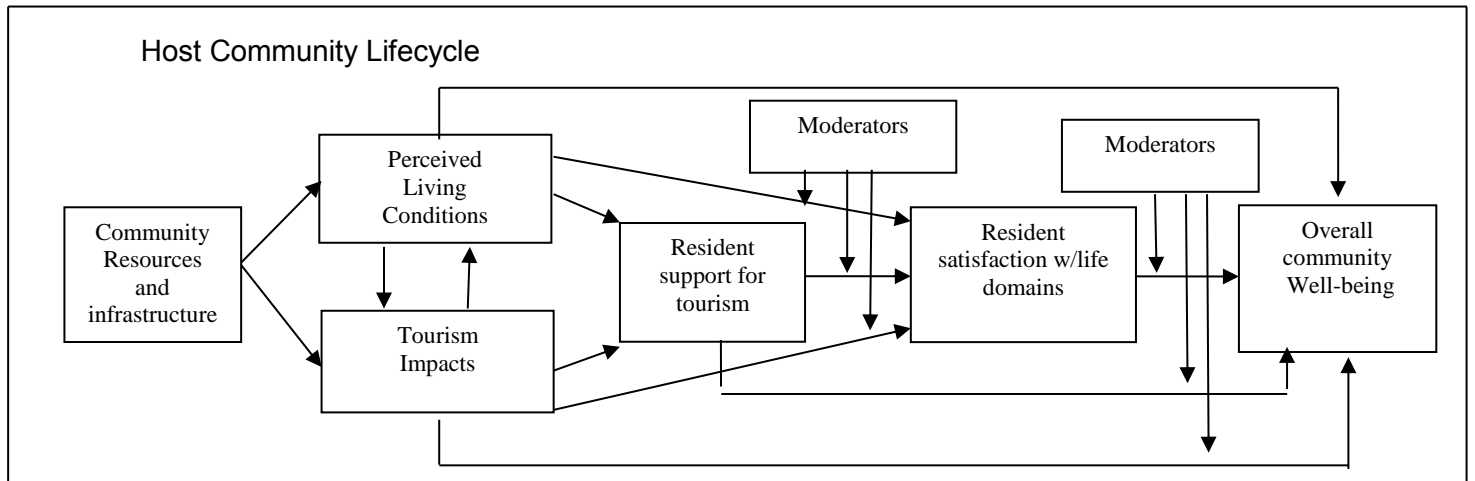 Host Community Lifecycle
Community
Resources
and
infrastructure
Perceived
Living
Conditions
Tourism
Impacts
Resident
support for
tourism
Moderators
Resident
satisfaction w/life
domains
Moderators
Overall
community
Well-being